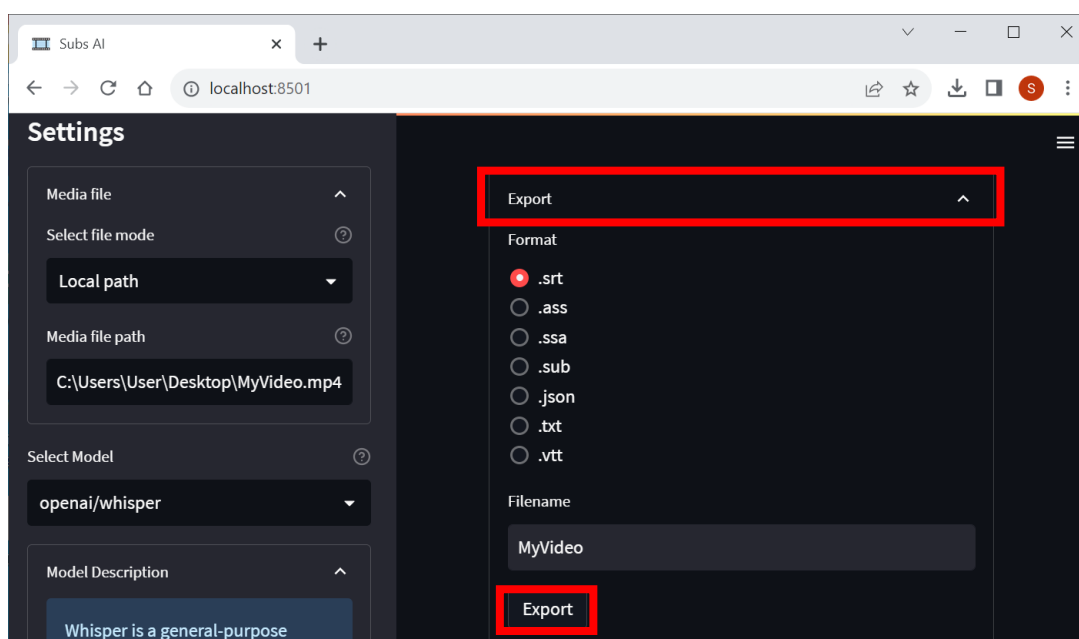 Subs AI
localhost:8501
S
Settings
Media file
Select file mode
Local path
Media file path
C:\Users\User\Desktop\MyVideo.mp4
Select Model
openai/whisper
Model Description
Whisper is a general-purpose
Export
Format
.srt
.ass
.ssa
.sub
.json
.txt
.vtt
Filename
MyVideo
Export